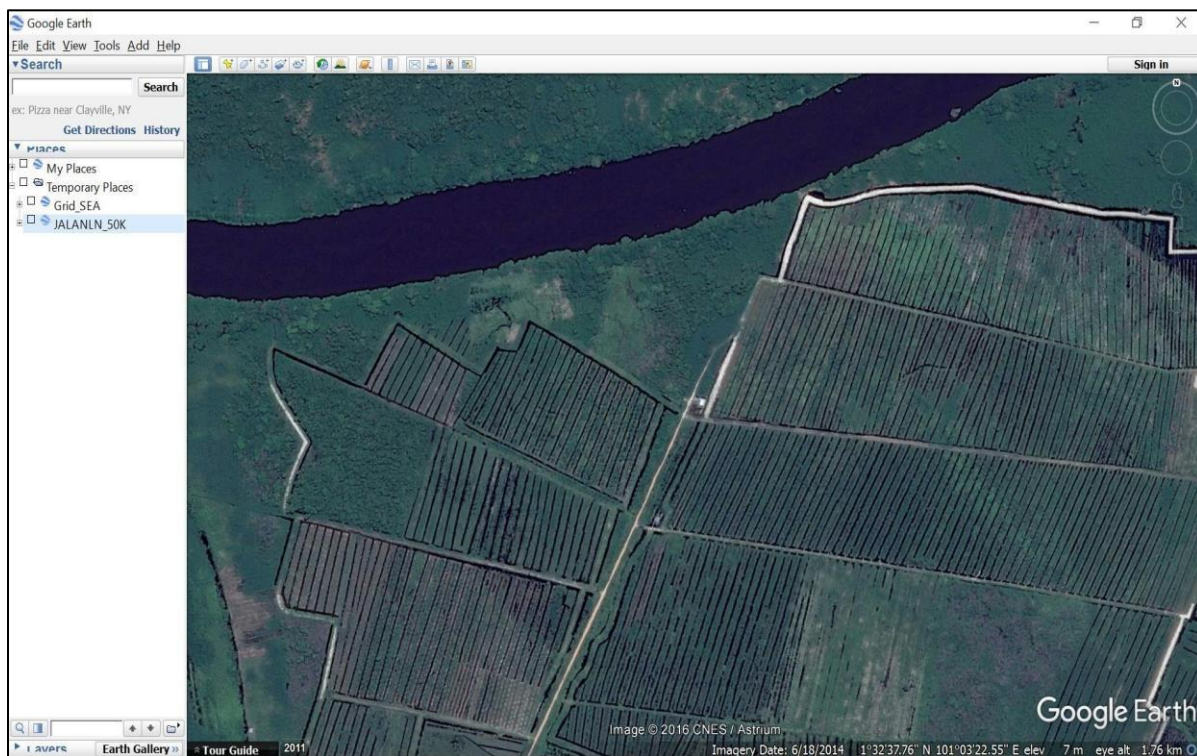 Google Earth
File Edit View Tools Add Help
Search
Sign in
Search
ex: Pizza near Clayville, NY
Get Directions History
Places
My Places
Temporary Places
Grid_SEA
JALANLN_50K
N
Google Earth
Image © 2016 CNES / Astrium
Layers
Earth Gallery »
Tour Guide
2011
Imagery Date: 6/18/2014 1°32'37.76" N 101°03'22.55" E elev 7 m eye alt 1.76 km